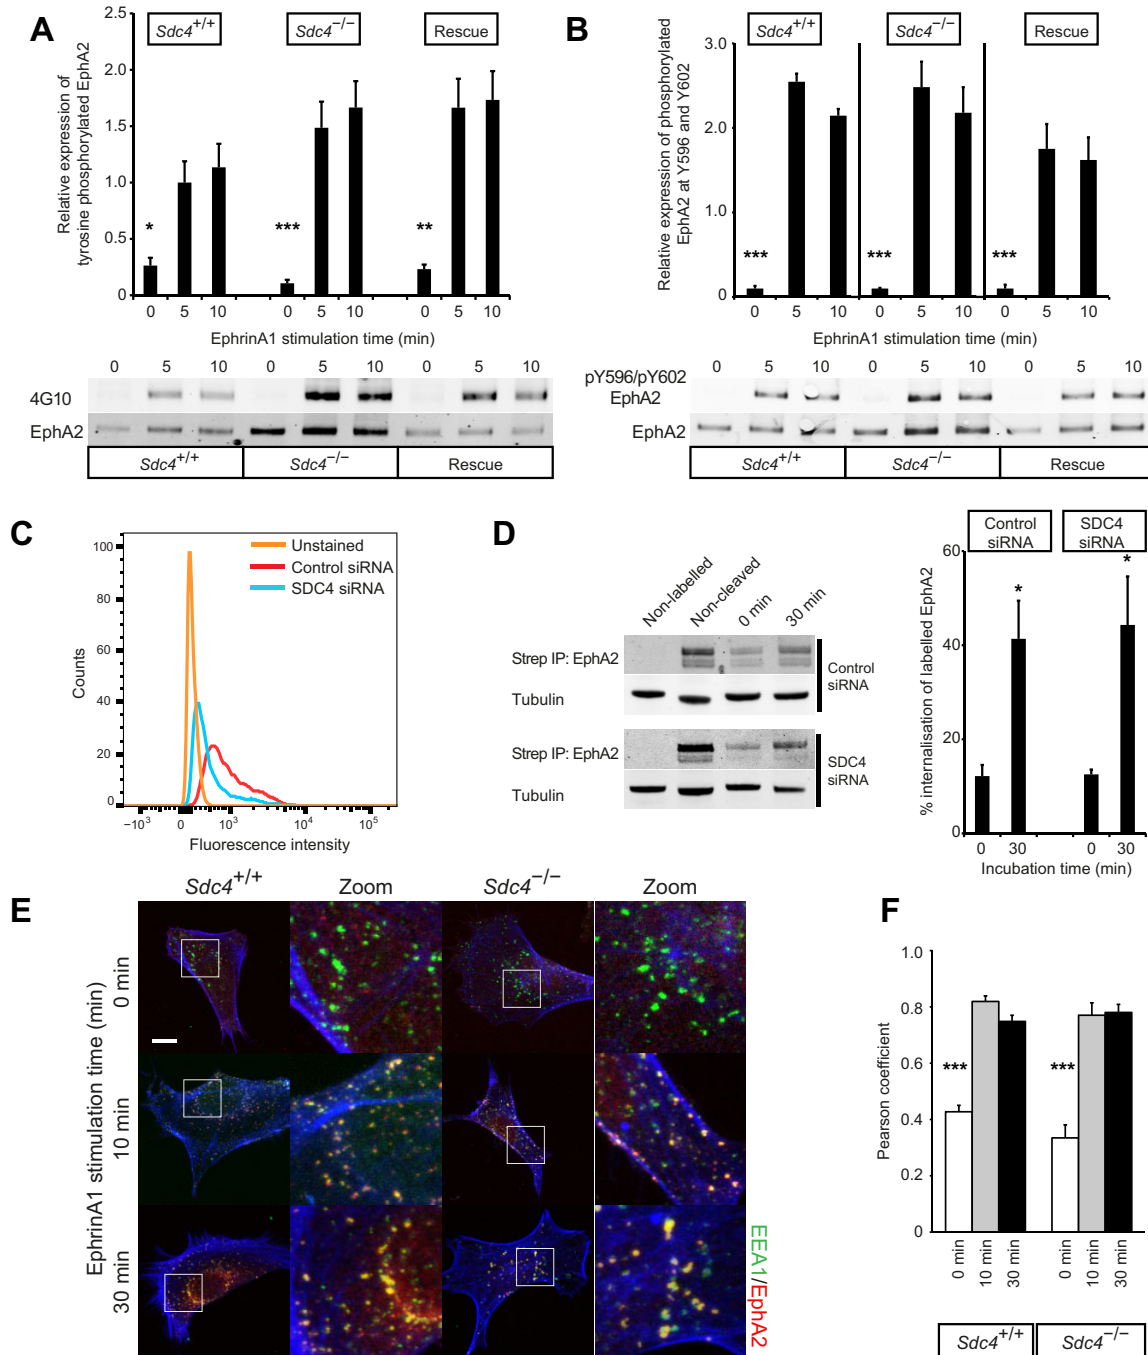 A
Sdc4+/+
Sdc4−/−
Rescue
Relative expression of
tyrosine phosphorylated EphA2
2.5
2.0
1.5
1.0
0.5
0
*
***
**
0 5 10 0 5 10 0 5 10
EphrinA1 stimulation time (min)
0 5 10 0 5 10 0 5 10
4G10
EphA2
Sdc4+/+
Sdc4−/−
Rescue
B
Sdc4+/+
Sdc4−/−
Rescue
Relative expression of phosphorylated
EphA2 at Y596 and Y602
3.0
2.0
1.0
0
***
***
***
0 5 10 0 5 10 0 5 10
EphrinA1 stimulation time (min)
0 5 10 0 5 10 0 5 10
pY596/pY602
EphA2
EphA2
Sdc4+/+
Sdc4−/−
Rescue
C
Counts
100
80
60
40
20
0
Unstained
Control siRNA
SDC4 siRNA
−10³ 0 10³ 10⁴ 10⁵
Fluorescence intensity
D
Non-labelled
Non-cleaved
0 min
30 min
Strep IP: EphA2
Tubulin
Control
siRNA
Strep IP: EphA2
Tubulin
SDC4
siRNA
Control
siRNA
SDC4
siRNA
% internalisation of labelled EphA2
60
40
20
0
*
*
0 30 0 30
Incubation time (min)
E
Sdc4+/+
Zoom
Sdc4−/−
Zoom
EphrinA1 stimulation time (min)
0 min
10 min
30 min
EEA1/EphA2
F
Pearson coefficient
1.0
0.8
0.6
0.4
0.2
0
***
***
0 min
10 min
30 min
0 min
10 min
30 min
Sdc4+/+
Sdc4−/−